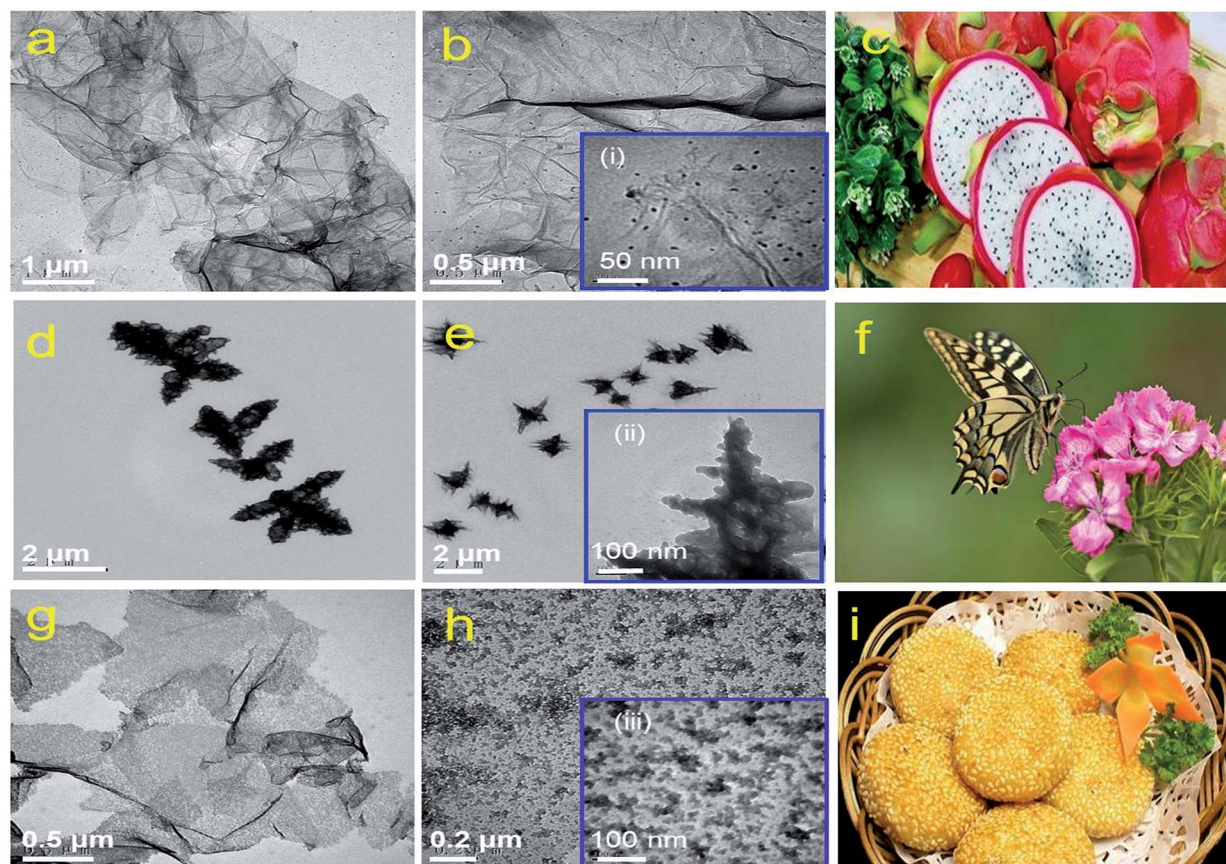 a
1 μm
b
(i)
0.5 μm
50 nm
c
d
2 μm
e
(ii)
2 μm
100 nm
f
g
0.5 μm
h
(iii)
0.2 μm
100 nm
i